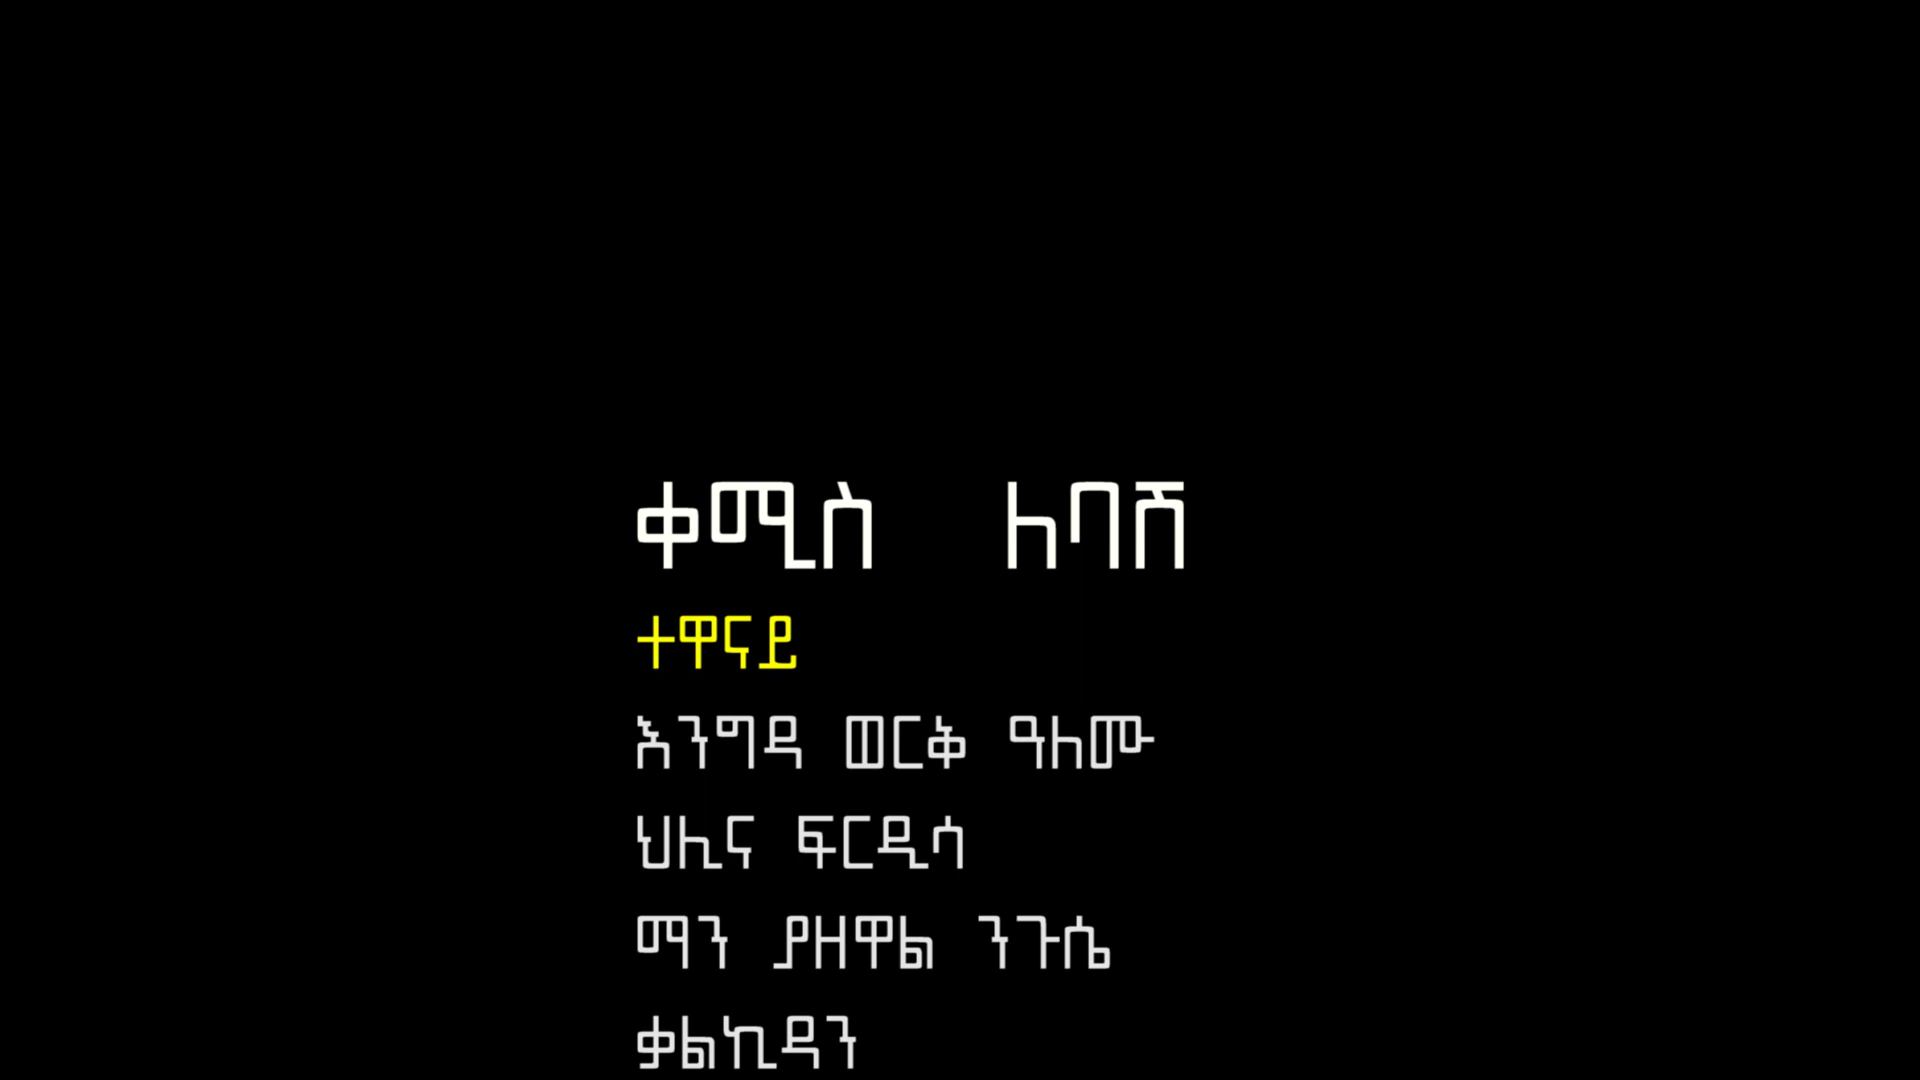 ቀሚስ ለባሽ
ተዋናይ
እንግዳ ወርቅ ዓለሙ
ህሊና ፍርዲሳ
ማን ያዘዋል ንጉሴ
ቃልኪዳን